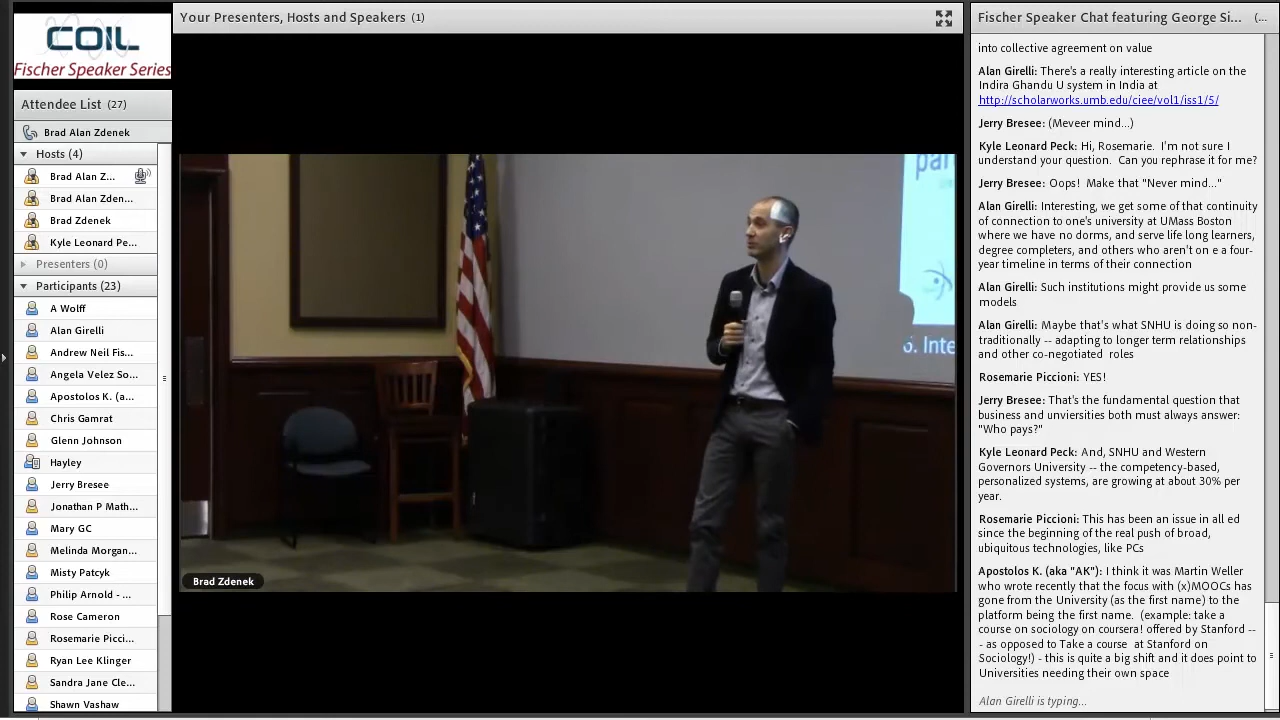 COIL
Fischer Speaker Series
Attendee List (27)
Brad Alan Zdenek
Hosts (4)
Brad Alan Z...
Brad Alan Zden...
Brad Zdenek
Kyle Leonard Pe...
Presenters (0)
Participants (23)
A Wolff
Alan Girelli
Andrew Neil Fis...
Angela Velez So...
Apostolos K. (a...
Chris Gamrat
Glenn Johnson
Hayley
Jerry Bresee
Jonathan P Math...
Mary GC
Melinda Morgan...
Misty Patcyk
Philip Arnold - ...
Rose Cameron
Rosemarie Picci...
Ryan Lee Klinger
Sandra Jane Cle...
Shawn Vashaw
Your Presenters, Hosts and Speakers (1)
par
6. Inte
Brad Zdenek
Fischer Speaker Chat featuring George Si... (...
into collective agreement on value
Alan Girelli: There's a really interesting article on the
Indira Ghandu U system in India at
http://scholarworks.umb.edu/ciee/vol1/iss1/5/
Jerry Bresee: (Meveer mind...)
Kyle Leonard Peck: Hi, Rosemarie. I'm not sure I
understand your question. Can you rephrase it for me?
Jerry Bresee: Oops! Make that "Never mind..."
Alan Girelli: Interesting, we get some of that continuity
of connection to one's university at UMass Boston
where we have no dorms, and serve life long learners,
degree completers, and others who aren't on e a four-
year timeline in terms of their connection
Alan Girelli: Such institutions might provide us some
models
Alan Girelli: Maybe that's what SNHU is doing so non-
traditionally -- adapting to longer term relationships
and other co-negotiated roles
Rosemarie Piccioni: YES!
Jerry Bresee: That's the fundamental question that
business and unviersities both must always answer:
"Who pays?"
Kyle Leonard Peck: And, SNHU and Western
Governors University -- the competency-based,
personalized systems, are growing at about 30% per
year.
Rosemarie Piccioni: This has been an issue in all ed
since the beginning of the real push of broad,
ubiquitous technologies, like PCs
Apostolos K. (aka "AK"): I think it was Martin Weller
who wrote recently that the focus with (x)MOOCs has
gone from the University (as the first name) to the
platform being the first name. (example: take a
course on sociology on coursera! offered by Stanford --
- as opposed to Take a course at Stanford on
Sociology!) - this is quite a big shift and it does point to
Universities needing their own space
Alan Girelli is typing...